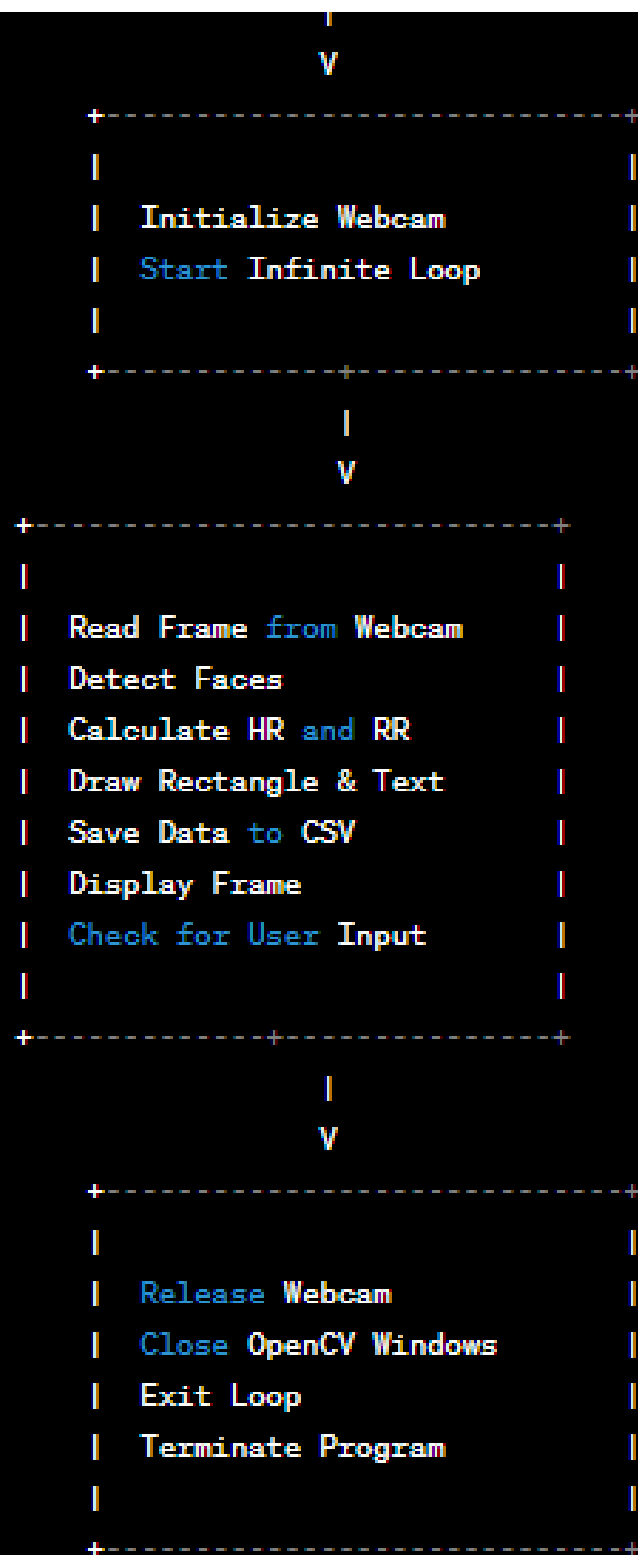 V
Initialize Webcam
Start Infinite Loop
V
Read Frame from Webcam
Detect Faces
Calculate HR and RR
Draw Rectangle & Text
Save Data to CSV
Display Frame
Check for User Input
V
Release Webcam
Close OpenCV Windows
Exit Loop
Terminate Program